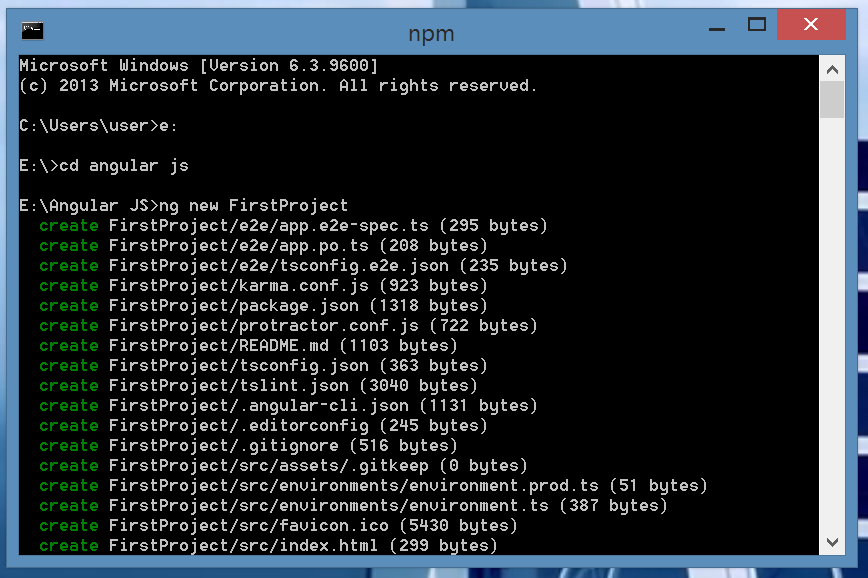 npm
Microsoft Windows [Version 6.3.9600]
(c) 2013 Microsoft Corporation. All rights reserved.
C:\Users\user>e:
E:\>cd angular js
E:\Angular JS>ng new FirstProject
create FirstProject/e2e/app.e2e-spec.ts (295 bytes)
create FirstProject/e2e/app.po.ts (208 bytes)
create FirstProject/e2e/tsconfig.e2e.json (235 bytes)
create FirstProject/karma.conf.js (923 bytes)
create FirstProject/package.json (1318 bytes)
create FirstProject/protractor.conf.js (722 bytes)
create FirstProject/README.md (1103 bytes)
create FirstProject/tsconfig.json (363 bytes)
create FirstProject/tslint.json (3040 bytes)
create FirstProject/.angular-cli.json (1131 bytes)
create FirstProject/.editorconfig (245 bytes)
create FirstProject/.gitignore (516 bytes)
create FirstProject/src/assets/.gitkeep (0 bytes)
create FirstProject/src/environments/environment.prod.ts (51 bytes)
create FirstProject/src/environments/environment.ts (387 bytes)
create FirstProject/src/favicon.ico (5430 bytes)
create FirstProject/src/index.html (299 bytes)